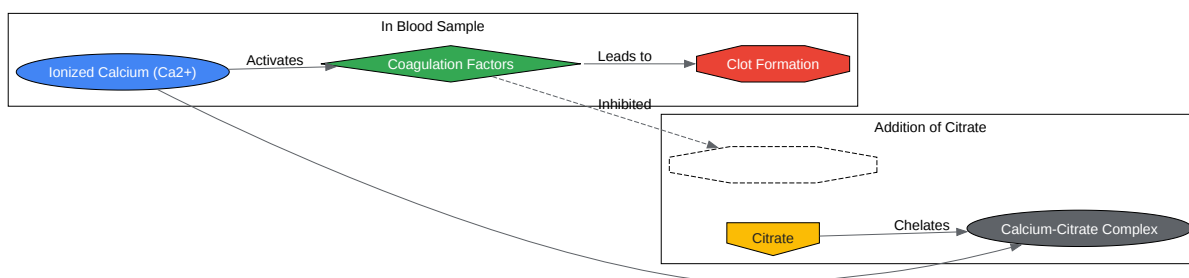 In Blood Sample
Ionized Calcium (Ca2+)
Activates
Coagulation Factors
Leads to
Clot Formation
Inhibited
Addition of Citrate
Citrate
Chelates
Calcium-Citrate Complex